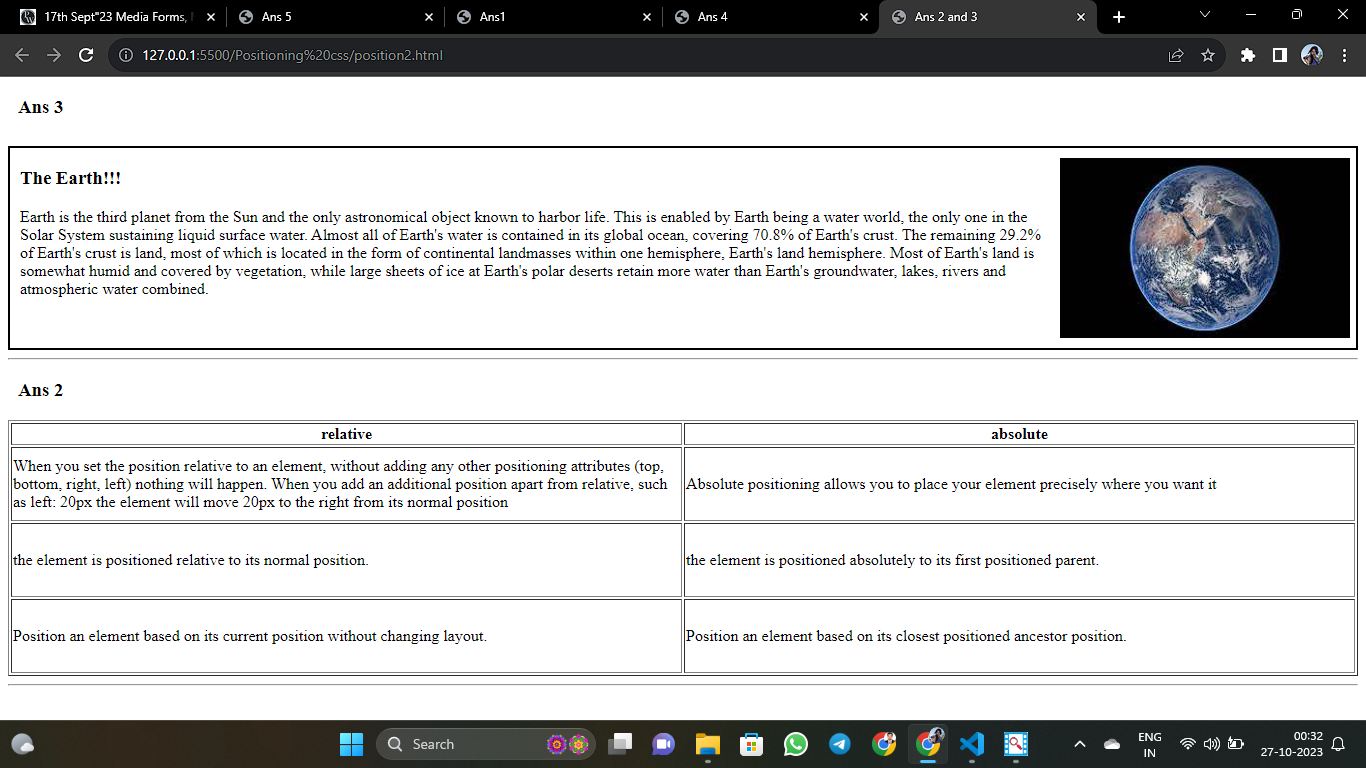 17th Sept"23 Media Forms,
Ans 5
Ans1
Ans 4
Ans 2 and 3
127.0.0.1:5500/Positioning%20css/position2.html
Ans 3
The Earth!!!
Earth is the third planet from the Sun and the only astronomical object known to harbor life. This is enabled by Earth being a water world, the only one in the
Solar System sustaining liquid surface water. Almost all of Earth's water is contained in its global ocean, covering 70.8% of Earth's crust. The remaining 29.2%
of Earth's crust is land, most of which is located in the form of continental landmasses within one hemisphere, Earth's land hemisphere. Most of Earth's land is
somewhat humid and covered by vegetation, while large sheets of ice at Earth's polar deserts retain more water than Earth's groundwater, lakes, rivers and
atmospheric water combined.
Ans 2
relative
absolute
When you set the position relative to an element, without adding any other positioning attributes (top,
bottom, right, left) nothing will happen. When you add an additional position apart from relative, such
as left: 20px the element will move 20px to the right from its normal position
Absolute positioning allows you to place your element precisely where you want it
the element is positioned relative to its normal position.
the element is positioned absolutely to its first positioned parent.
Position an element based on its current position without changing layout.
Position an element based on its closest positioned ancestor position.
Search
ENG
IN
00:32
27-10-2023